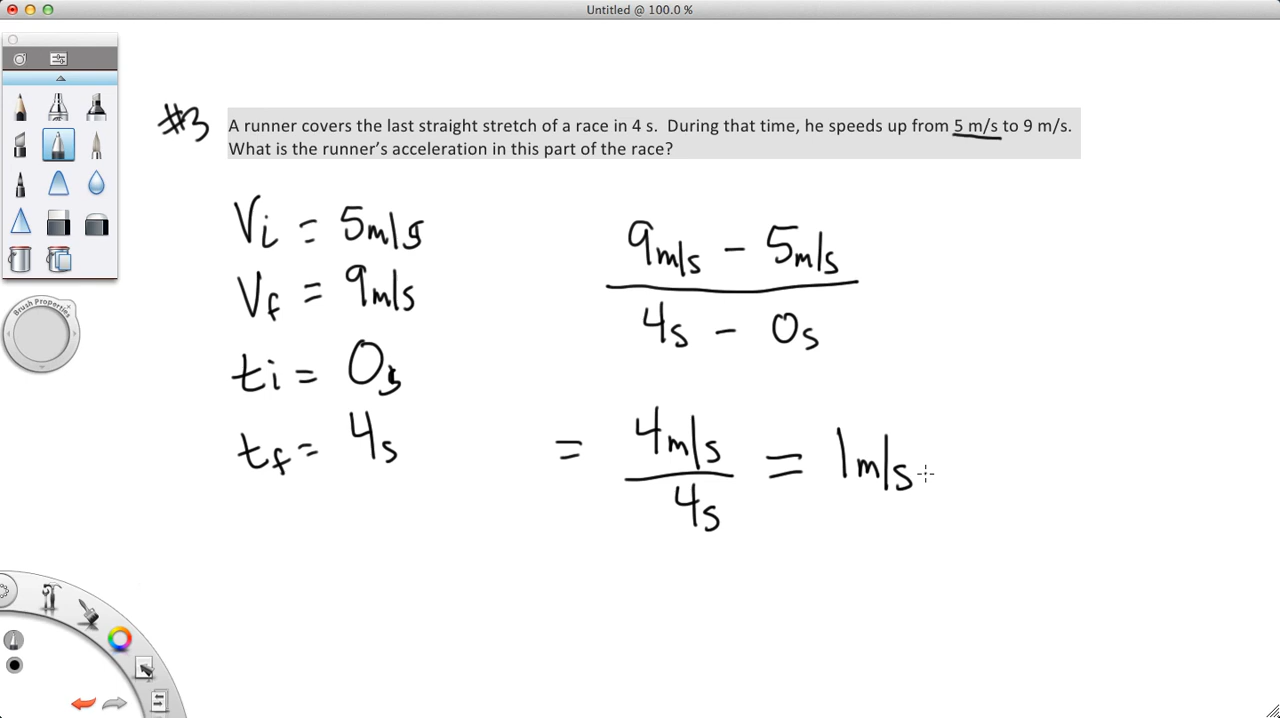 Untitled @ 100.0 %
Brush Properties
#3 A runner covers the last straight stretch of a race in 4 s. During that time, he speeds up from 5 m/s to 9 m/s.
What is the runner's acceleration in this part of the race?
Vi = 5m/s
Vf = 9m/s
ti = 0s
tf = 4s
9m/s - 5m/s
4s - 0s
= 4m/s = 1m/s
4s